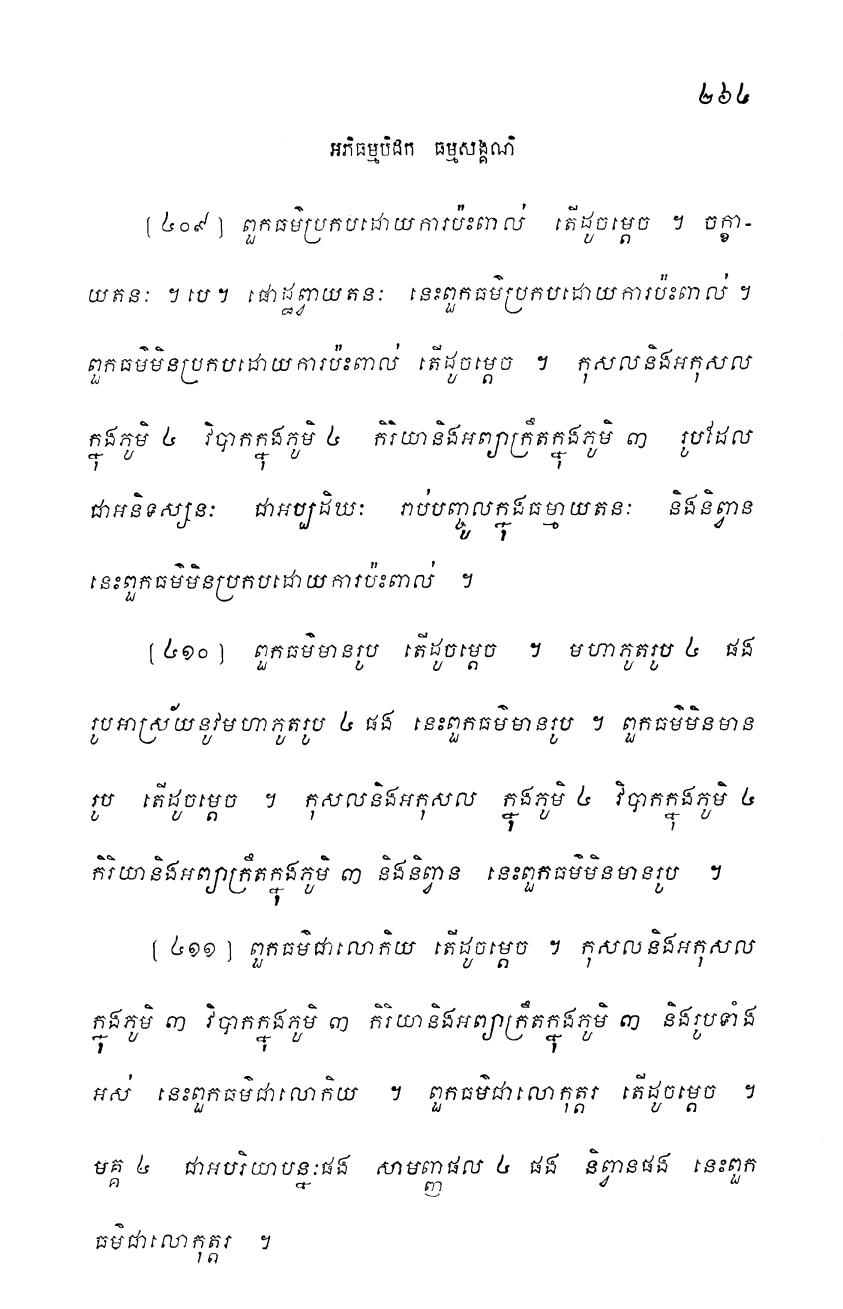 ២៦៤
អភិធម្មបិដក ធម្មសង្គណិ
[៤០៩] ពួកធម៌ប្រកបដោយការប៉ះពាល់ តើដូចម្តេច ។ ចក្ខា-
យតនៈ ។បេ។ ផោដ្ឋព្វាយតនៈ នេះពួកធម៌ប្រកបដោយការប៉ះពាល់ ។
ពួកធម៌មិនប្រកបដោយការប៉ះពាល់ តើដូចម្តេច ។ កុសលនិងអកុសល
ក្នុងភូមិ ៤ វិបាកក្នុងភូមិ ៤ កិរិយានិងអព្យាក្រឹតក្នុងភូមិ ៣ រូបដែល
ជាអនិទស្សនៈ ជាអប្បដិឃៈ រាប់បញ្ចូលក្នុងធម្មាយតនៈ និងនិព្វាន
នេះពួកធម៌មិនប្រកបដោយការប៉ះពាល់ ។
[៤១០] ពួកធម៌មានរូប តើដូចម្តេច ។ មហាភូតរូប ៤ ផង
រូបអាស្រ័យនូវមហាភូតរូប ៤ ផង នេះពួកធម៌មានរូប ។ ពួកធម៌មិនមាន
រូប តើដូចម្តេច ។ កុសលនិងអកុសល ក្នុងភូមិ ៤ វិបាកក្នុងភូមិ ៤
កិរិយានិងអព្យាក្រឹតក្នុងភូមិ ៣ និងនិព្វាន នេះពួកធម៌មិនមានរូប ។
[៤១១] ពួកធម៌ជាលោកិយ តើដូចម្តេច ។ កុសលនិងអកុសល
ក្នុងភូមិ ៣ វិបាកក្នុងភូមិ ៣ កិរិយានិងអព្យាក្រឹតក្នុងភូមិ ៣ និងរូបទាំង
អស់ នេះពួកធម៌ជាលោកិយ ។ ពួកធម៌ជាលោកុត្តរ តើដូចម្តេច ។
មគ្គ ៤ ជាអបរិយាបន្នៈផង សាមញ្ញផល ៤ ផង និព្វានផង នេះពួក
ធម៌ជាលោកុត្តរ ។